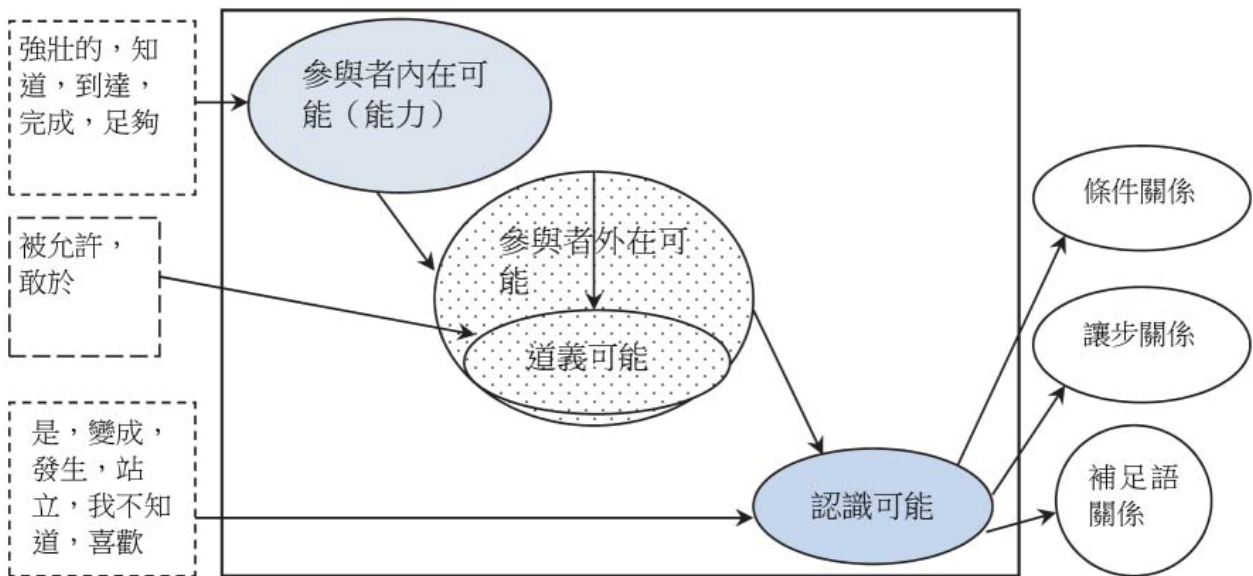 強壯的，知
道，到達，
完成，足夠
參與者內在可
能（能力）
被允許，
敢於
參與者外在可
能
道義可能
是，變成，
發生，站
立，我不知
道，喜歡
認識可能
條件關係
讓步關係
補足語
關係